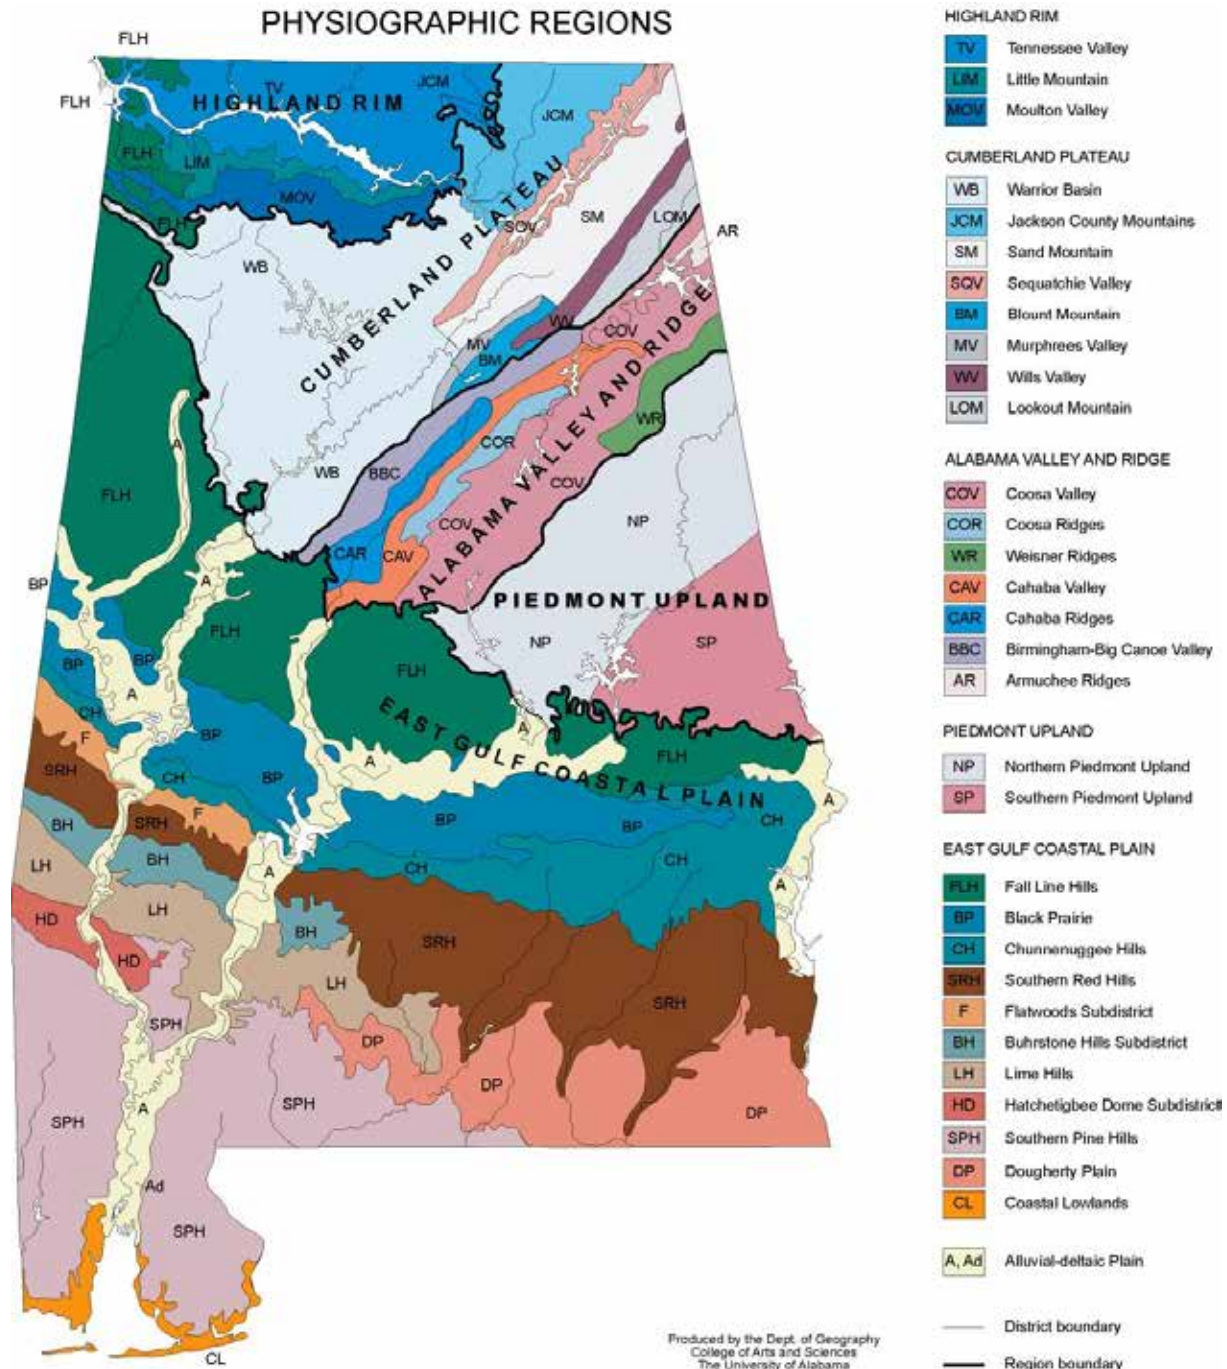 PHYSIOGRAPHIC REGIONS
FLH
FLH
TV
JCM
HIGHLAND RIM
JCM
FLH
LIM
MOV
FLH
SQV
SM
LOM
AR
WB
CUMBERLAND PLATEAU
WV
COV
MV
BM
WR
COR
A
WB
BBC
COV
FLH
NP
COV
ALABAMA VALLEY AND RIDGE
CAR
CAV
BP
A
PIEDMONT UPLAND
FLH
NP
SP
BP
BP
FLH
A
CH
EAST GULF COASTAL PLAIN
F
BP
A
A
FLH
SRH
CH
BP
A
BP
BP
CH
F
BH
SRH
BH
CH
CH
A
A
LH
LH
HD
BH
SRH
HD
LH
SRH
SPH
DP
DP
SPH
A
SPH
DP
Ad
SPH
CL
HIGHLAND RIM
TV Tennessee Valley
LIM Little Mountain
MOV Moulton Valley
CUMBERLAND PLATEAU
WB Warrior Basin
JCM Jackson County Mountains
SM Sand Mountain
SQV Sequatchie Valley
BM Blount Mountain
MV Murphrees Valley
WV Wills Valley
LOM Lookout Mountain
ALABAMA VALLEY AND RIDGE
COV Coosa Valley
COR Coosa Ridges
WR Weisner Ridges
CAV Cahaba Valley
CAR Cahaba Ridges
BBC Birmingham-Big Canoe Valley
AR Armuchee Ridges
PIEDMONT UPLAND
NP Northern Piedmont Upland
SP Southern Piedmont Upland
EAST GULF COASTAL PLAIN
FLH Fall Line Hills
BP Black Prairie
CH Chunnenuggee Hills
SRH Southern Red Hills
F Flatwoods Subdistrict
BH Buhrstone Hills Subdistrict
LH Lime Hills
HD Hatchetigbee Dome Subdistrict
SPH Southern Pine Hills
DP Dougherty Plain
CL Coastal Lowlands
A, Ad Alluvial-deltaic Plain
District boundary
Region boundary
Produced by the Dept. of Geography
College of Arts and Sciences
The University of Alabama